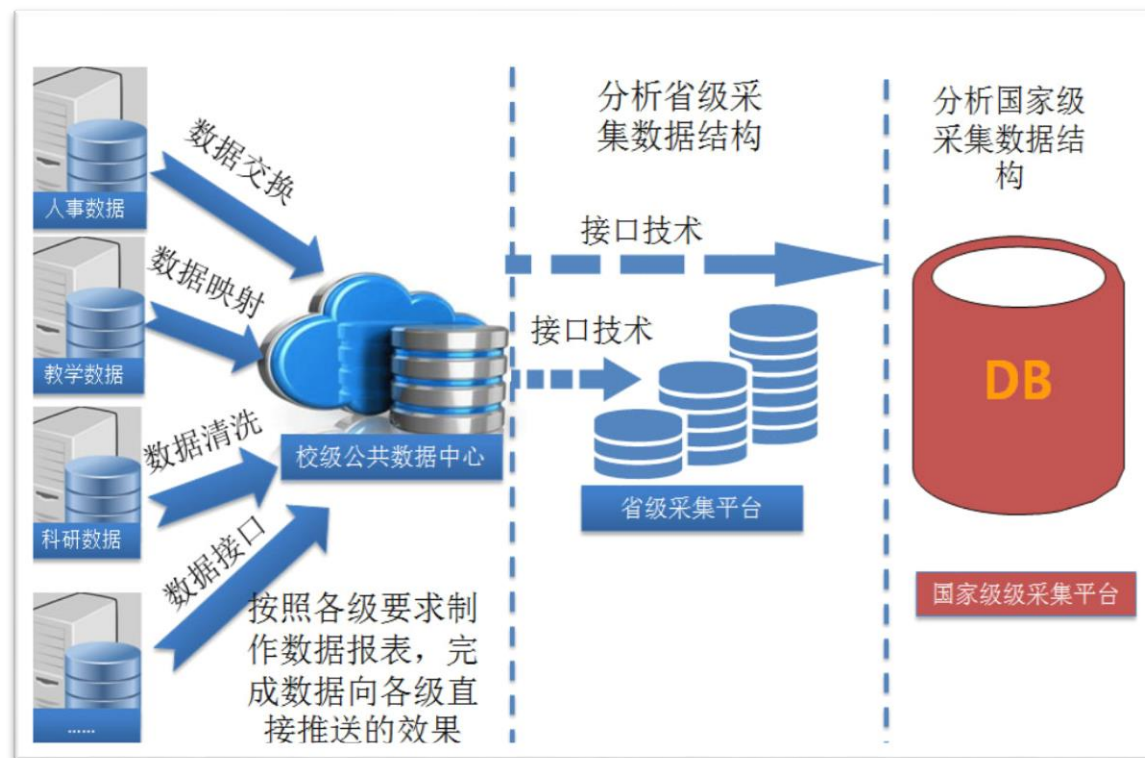 人事数据
数据交换
教学数据
数据映射
科研数据
数据清洗
……
数据接口
校级公共数据中心
按照各级要求制
作数据报表，完
成数据向各级直
接推送的效果
分析省级采
集数据结构
接口技术
接口技术
省级采集平台
分析国家级
采集数据结
构
DB
国家级级采集平台